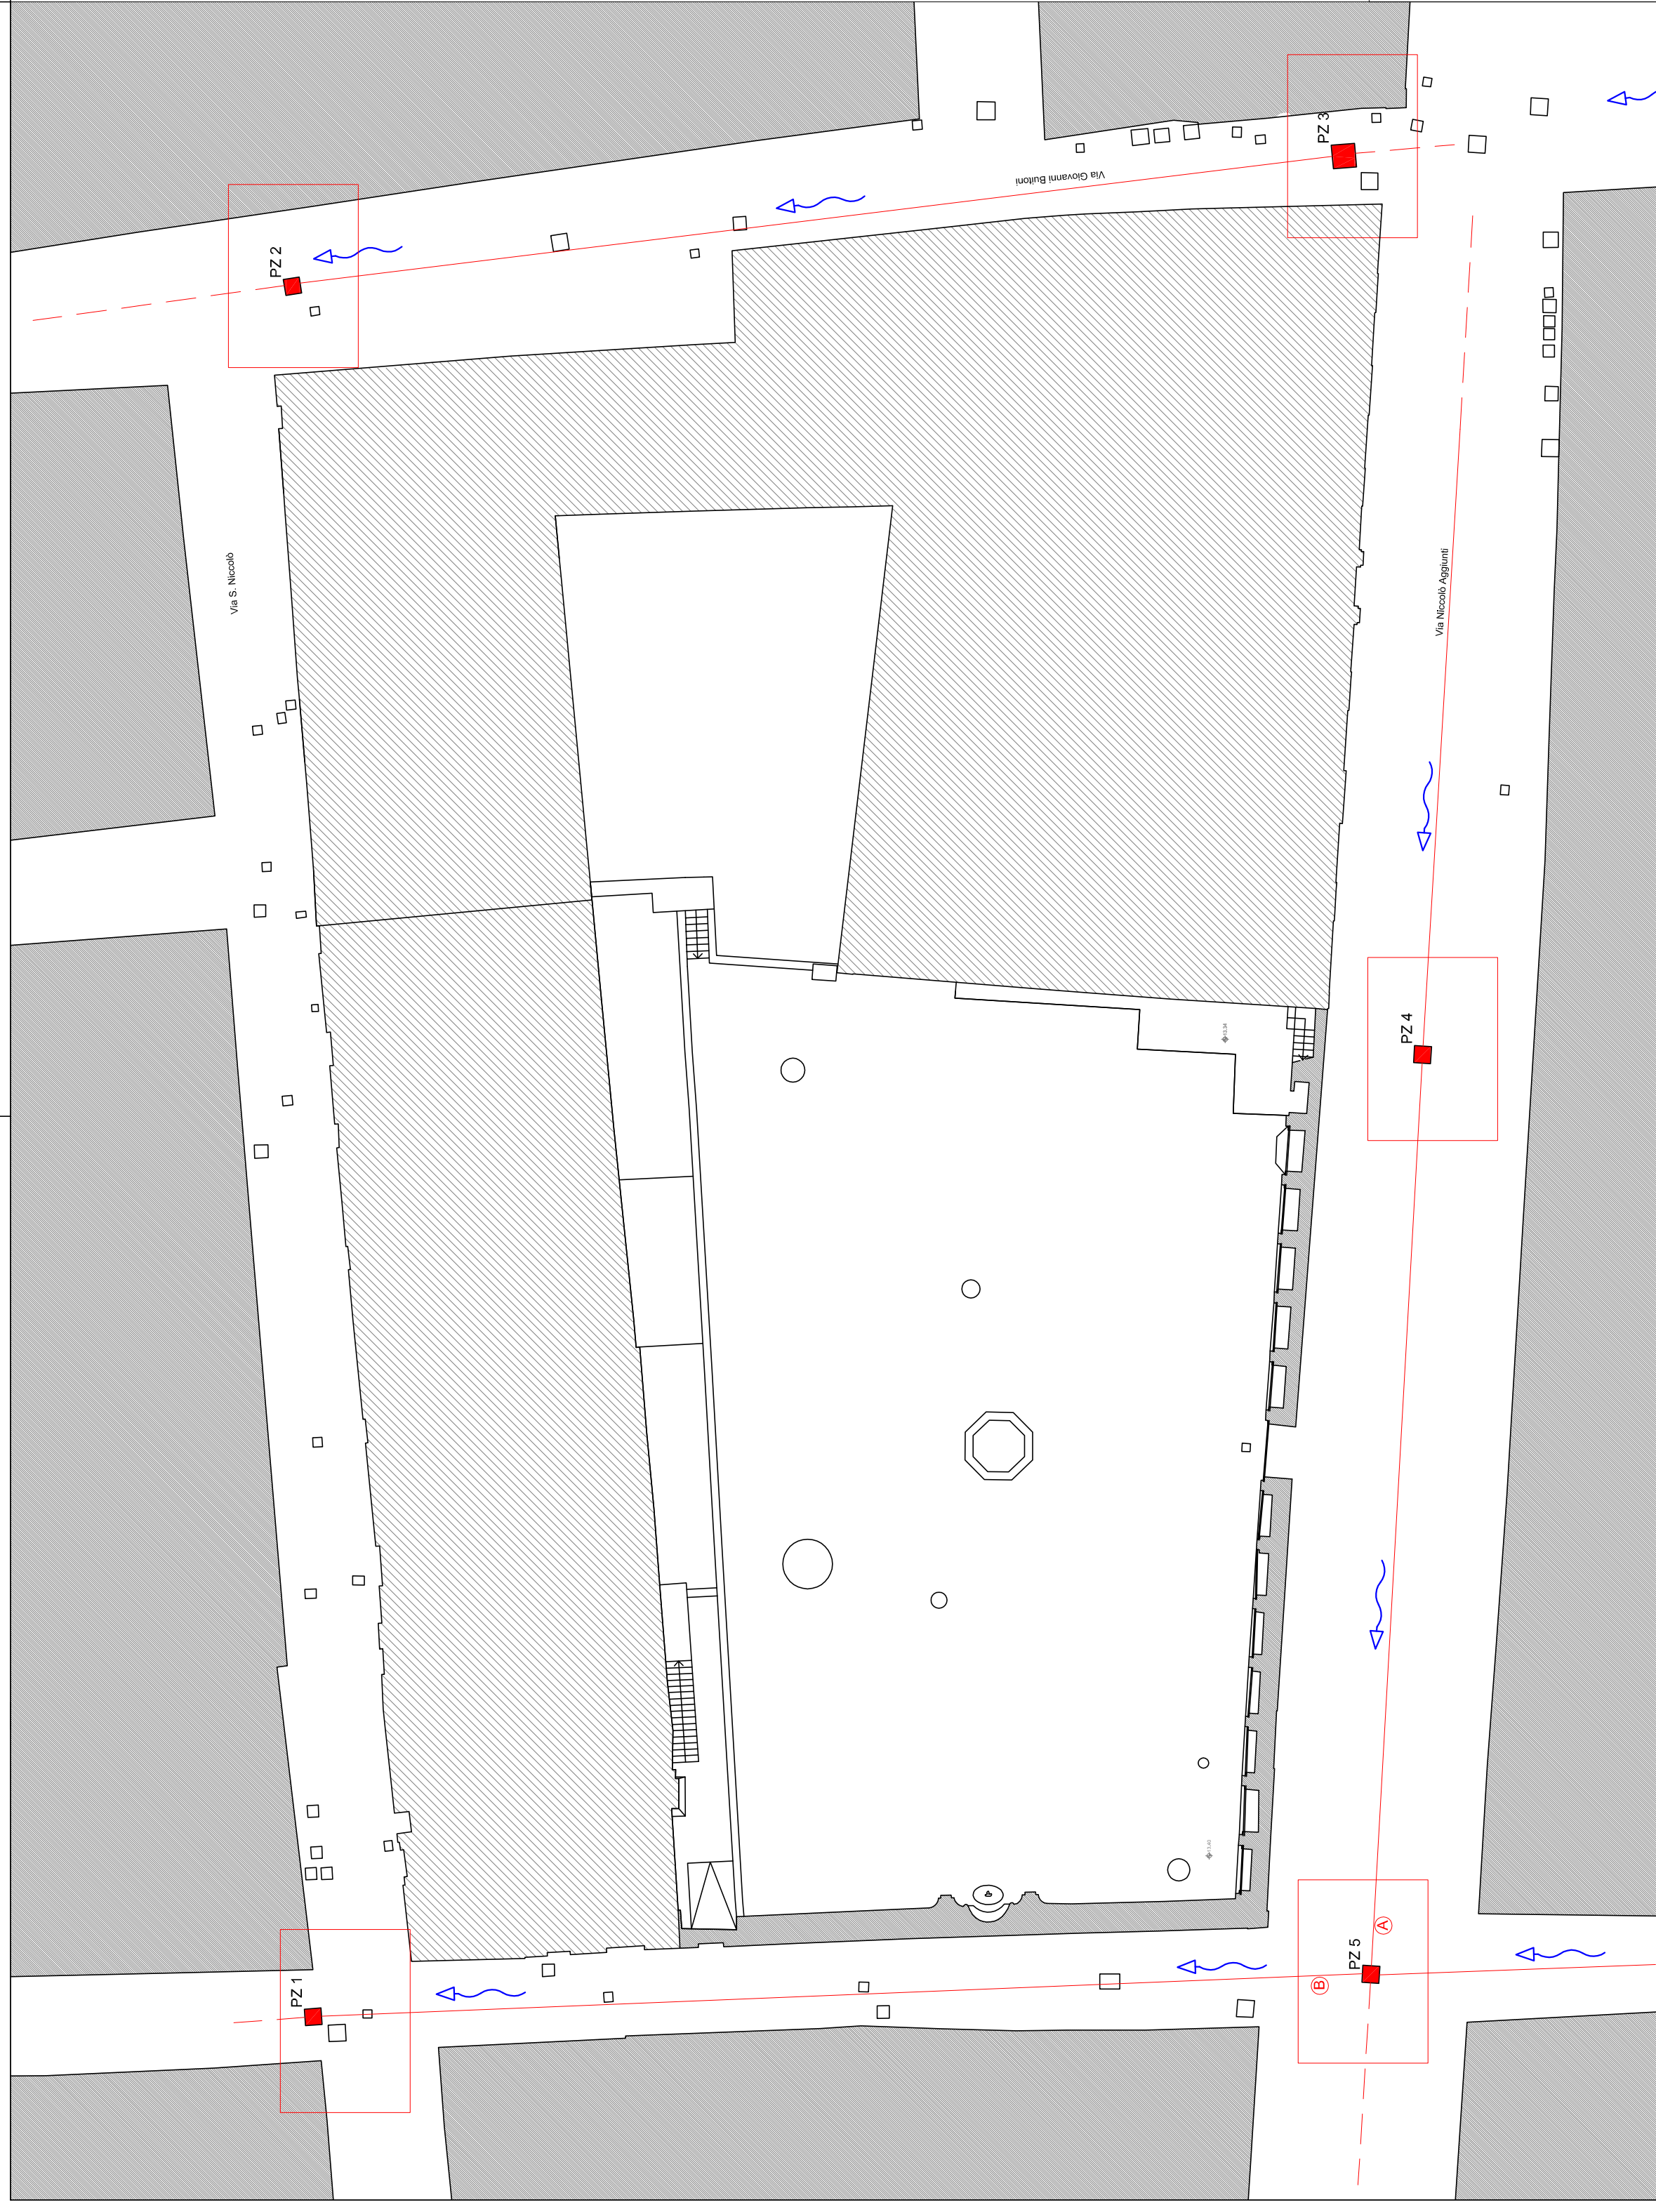 PZ 3
Via Giovanni Buitoni
PZ 2
Via S. Niccolò
Via Niccolò Aggiunti
PZ 4
PZ 5
A
B
PZ 1